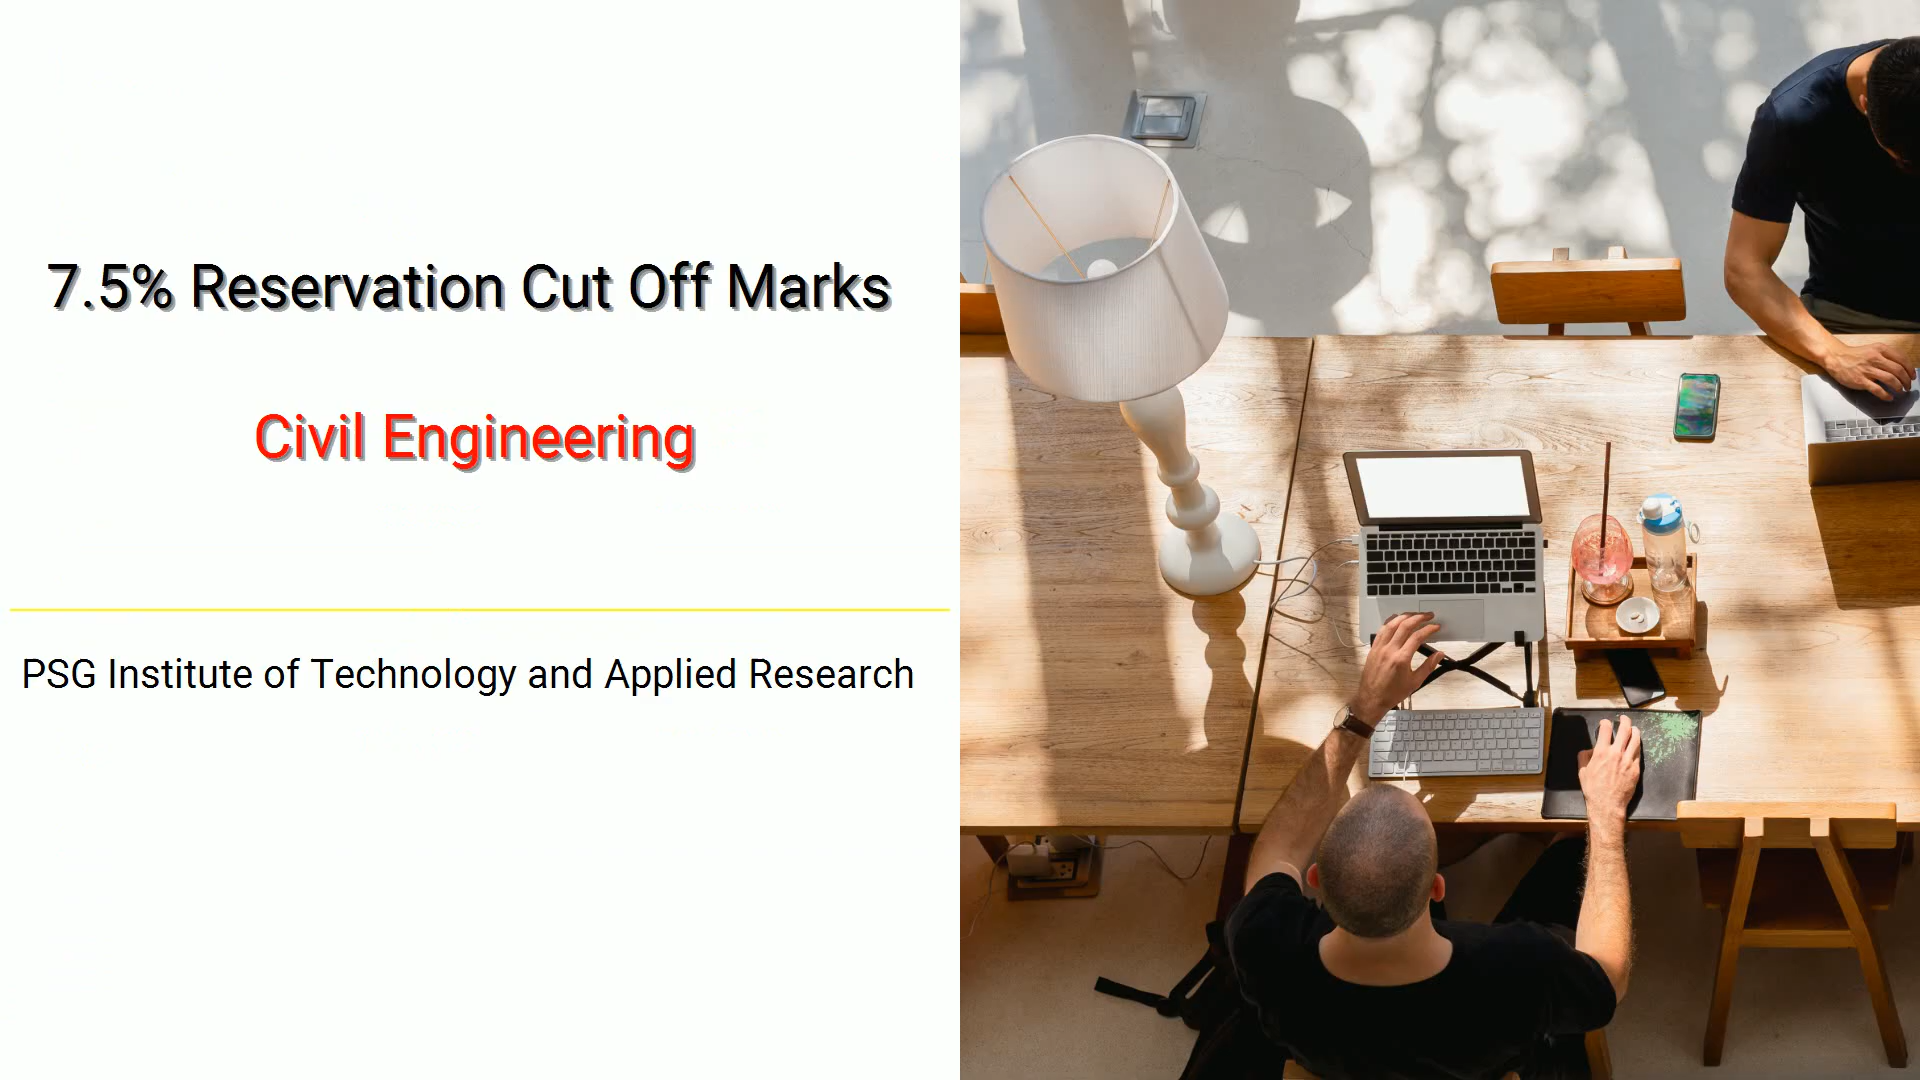 7.5% Reservation Cut Off Marks
Civil Engineering
PSG Institute of Technology and Applied Research